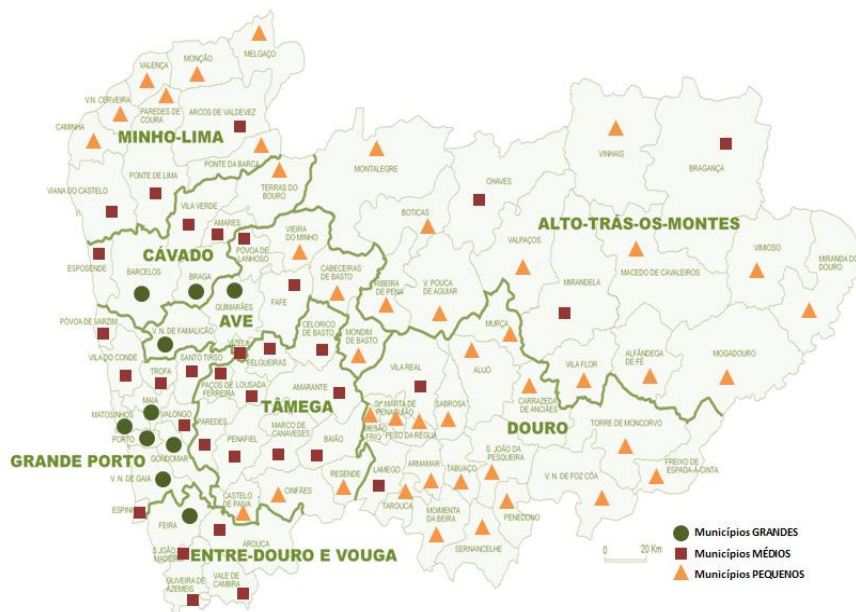 MELGAÇO
MONÇÃO
VALENÇA
V.N. CERVEIRA
PAREDES DE
COURA
ARCOS DE VALDEVEZ
CAMINHA
MINHO-LIMA
PONTE DA BARCA
PONTE DE LIMA
VIANA DO CASTELO
TERRAS DO
BOURO
MONTALEGRE
VINHAIS
BRAGANÇA
CHAVES
VILA VERDE
AMARES
BOTICAS
ALTO-TRÁS-OS-MONTES
VIEIRA
DO MINHO
PÓVOA DE
LANHOSO
CÁVADO
ESPOSENDE
BARCELOS
BRAGA
VALPAÇOS
VIMIOSO
MIRANDA DO
DOURO
MACEDO DE CAVALEIROS
CABECEIRAS
DE BASTO
RIBEIRA
DE PENA
V. POUCA
DE AGUIAR
MIRANDELA
GUIMARÃES
FAFE
AVE
PÓVOA DE VARZIM
V. N. DE FAMALICÃO
CELORICO
DE BASTO
MONDIM
DE BASTO
MURÇA
VIZELA
FELGUEIRAS
VILA DO CONDE
SANTO TIRSO
TROFA
PAÇOS DE
FERREIRA
LOUSADA
VILA REAL
ALIJÓ
VILA FLOR
ALFÂNDEGA
DE FÉ
MOGADOURO
AMARANTE
TÂMEGA
SABROSA
CARRAZEDA
DE ANCIÃES
MAIA
MATOSINHOS
VALONGO
PAREDES
Stª MARTA DE
PENAGUIÃO
MESÃO
FRIO
PESO DA RÉGUA
DOURO
PORTO
GONDOMAR
PENAFIEL
MARCO DE
CANAVESES
BAIÃO
TORRE DE MONCORVO
GRANDE PORTO
S. JOÃO DA
PESQUEIRA
V. N. DE GAIA
RESENDE
LAMEGO
ARMAMAR
TABUAÇO
V. N. DE FOZ CÔA
FREIXO DE
ESPADA-À-CINTA
CASTELO
DE PAIVA
CINFÃES
TAROUCA
MOIMENTA
DA BEIRA
PENEDONO
SERNANCELHE
ESPINHO
FEIRA
AROUCA
S.JOÃO DA
MADEIRA
ENTRE-DOURO E VOUGA
OLIVEIRA DE
AZEMEIS
VALE DE
CAMBRA
0 20 Km
Municípios GRANDES
Municípios MÉDIOS
Municípios PEQUENOS